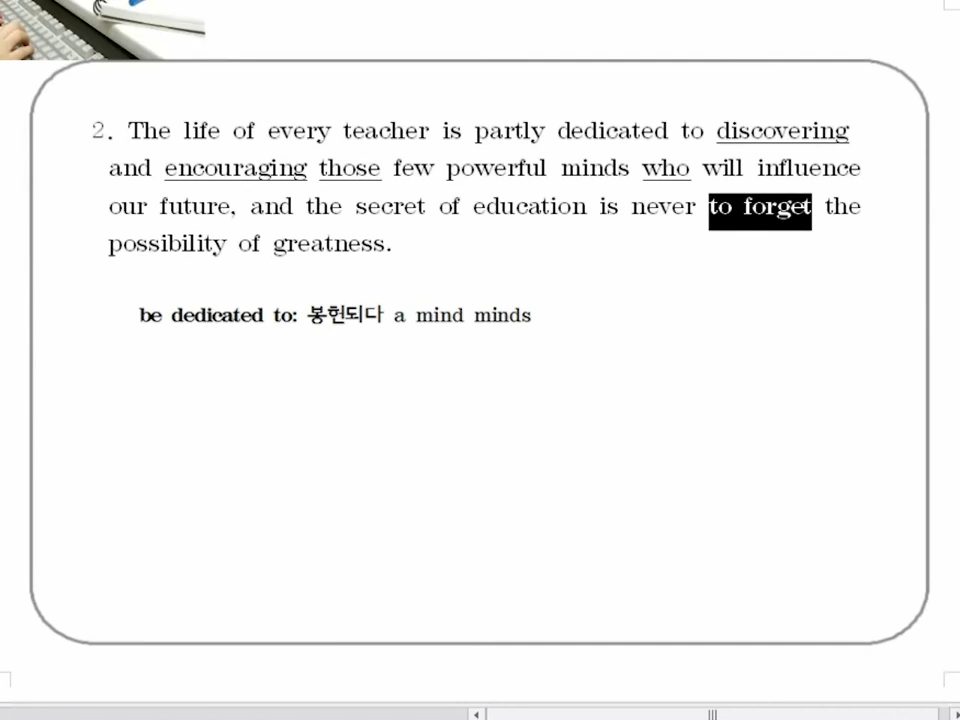 2. The life of every teacher is partly dedicated to discovering
and encouraging those few powerful minds who will influence
our future, and the secret of education is never to forget the
possibility of greatness.
be dedicated to: 봉헌되다 a mind minds